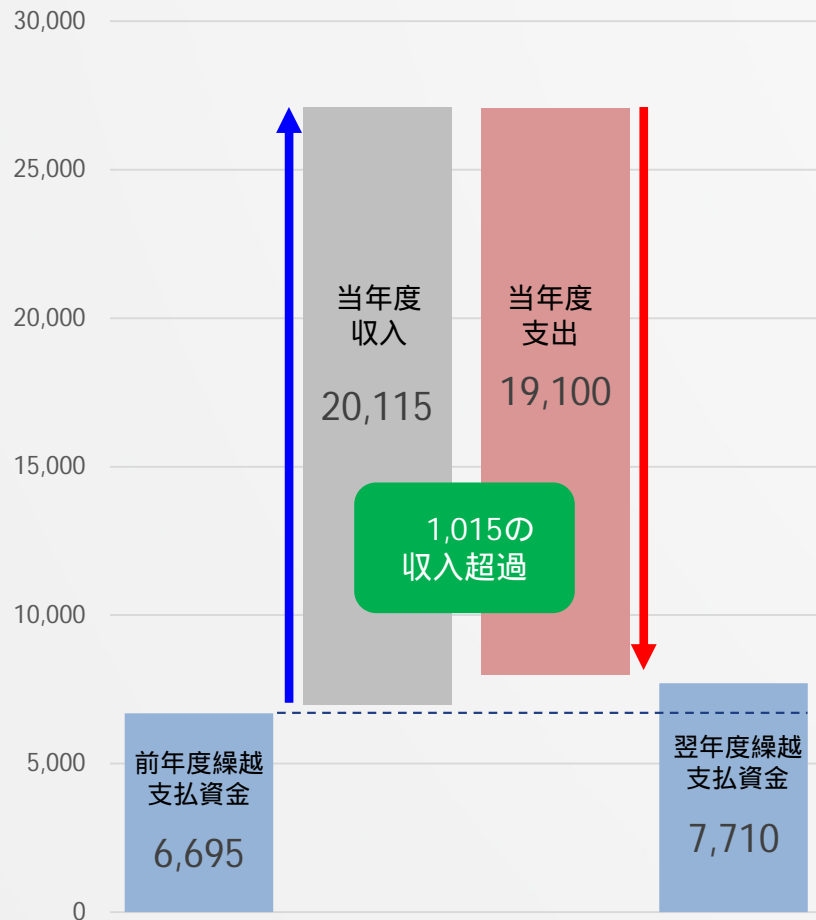 30,000
25,000
20,000
15,000
10,000
5,000
0
前年度繰越
支払資金
6,695
当年度
収入
20,115
当年度
支出
19,100
1,015の
収入超過
翌年度繰越
支払資金
7,710